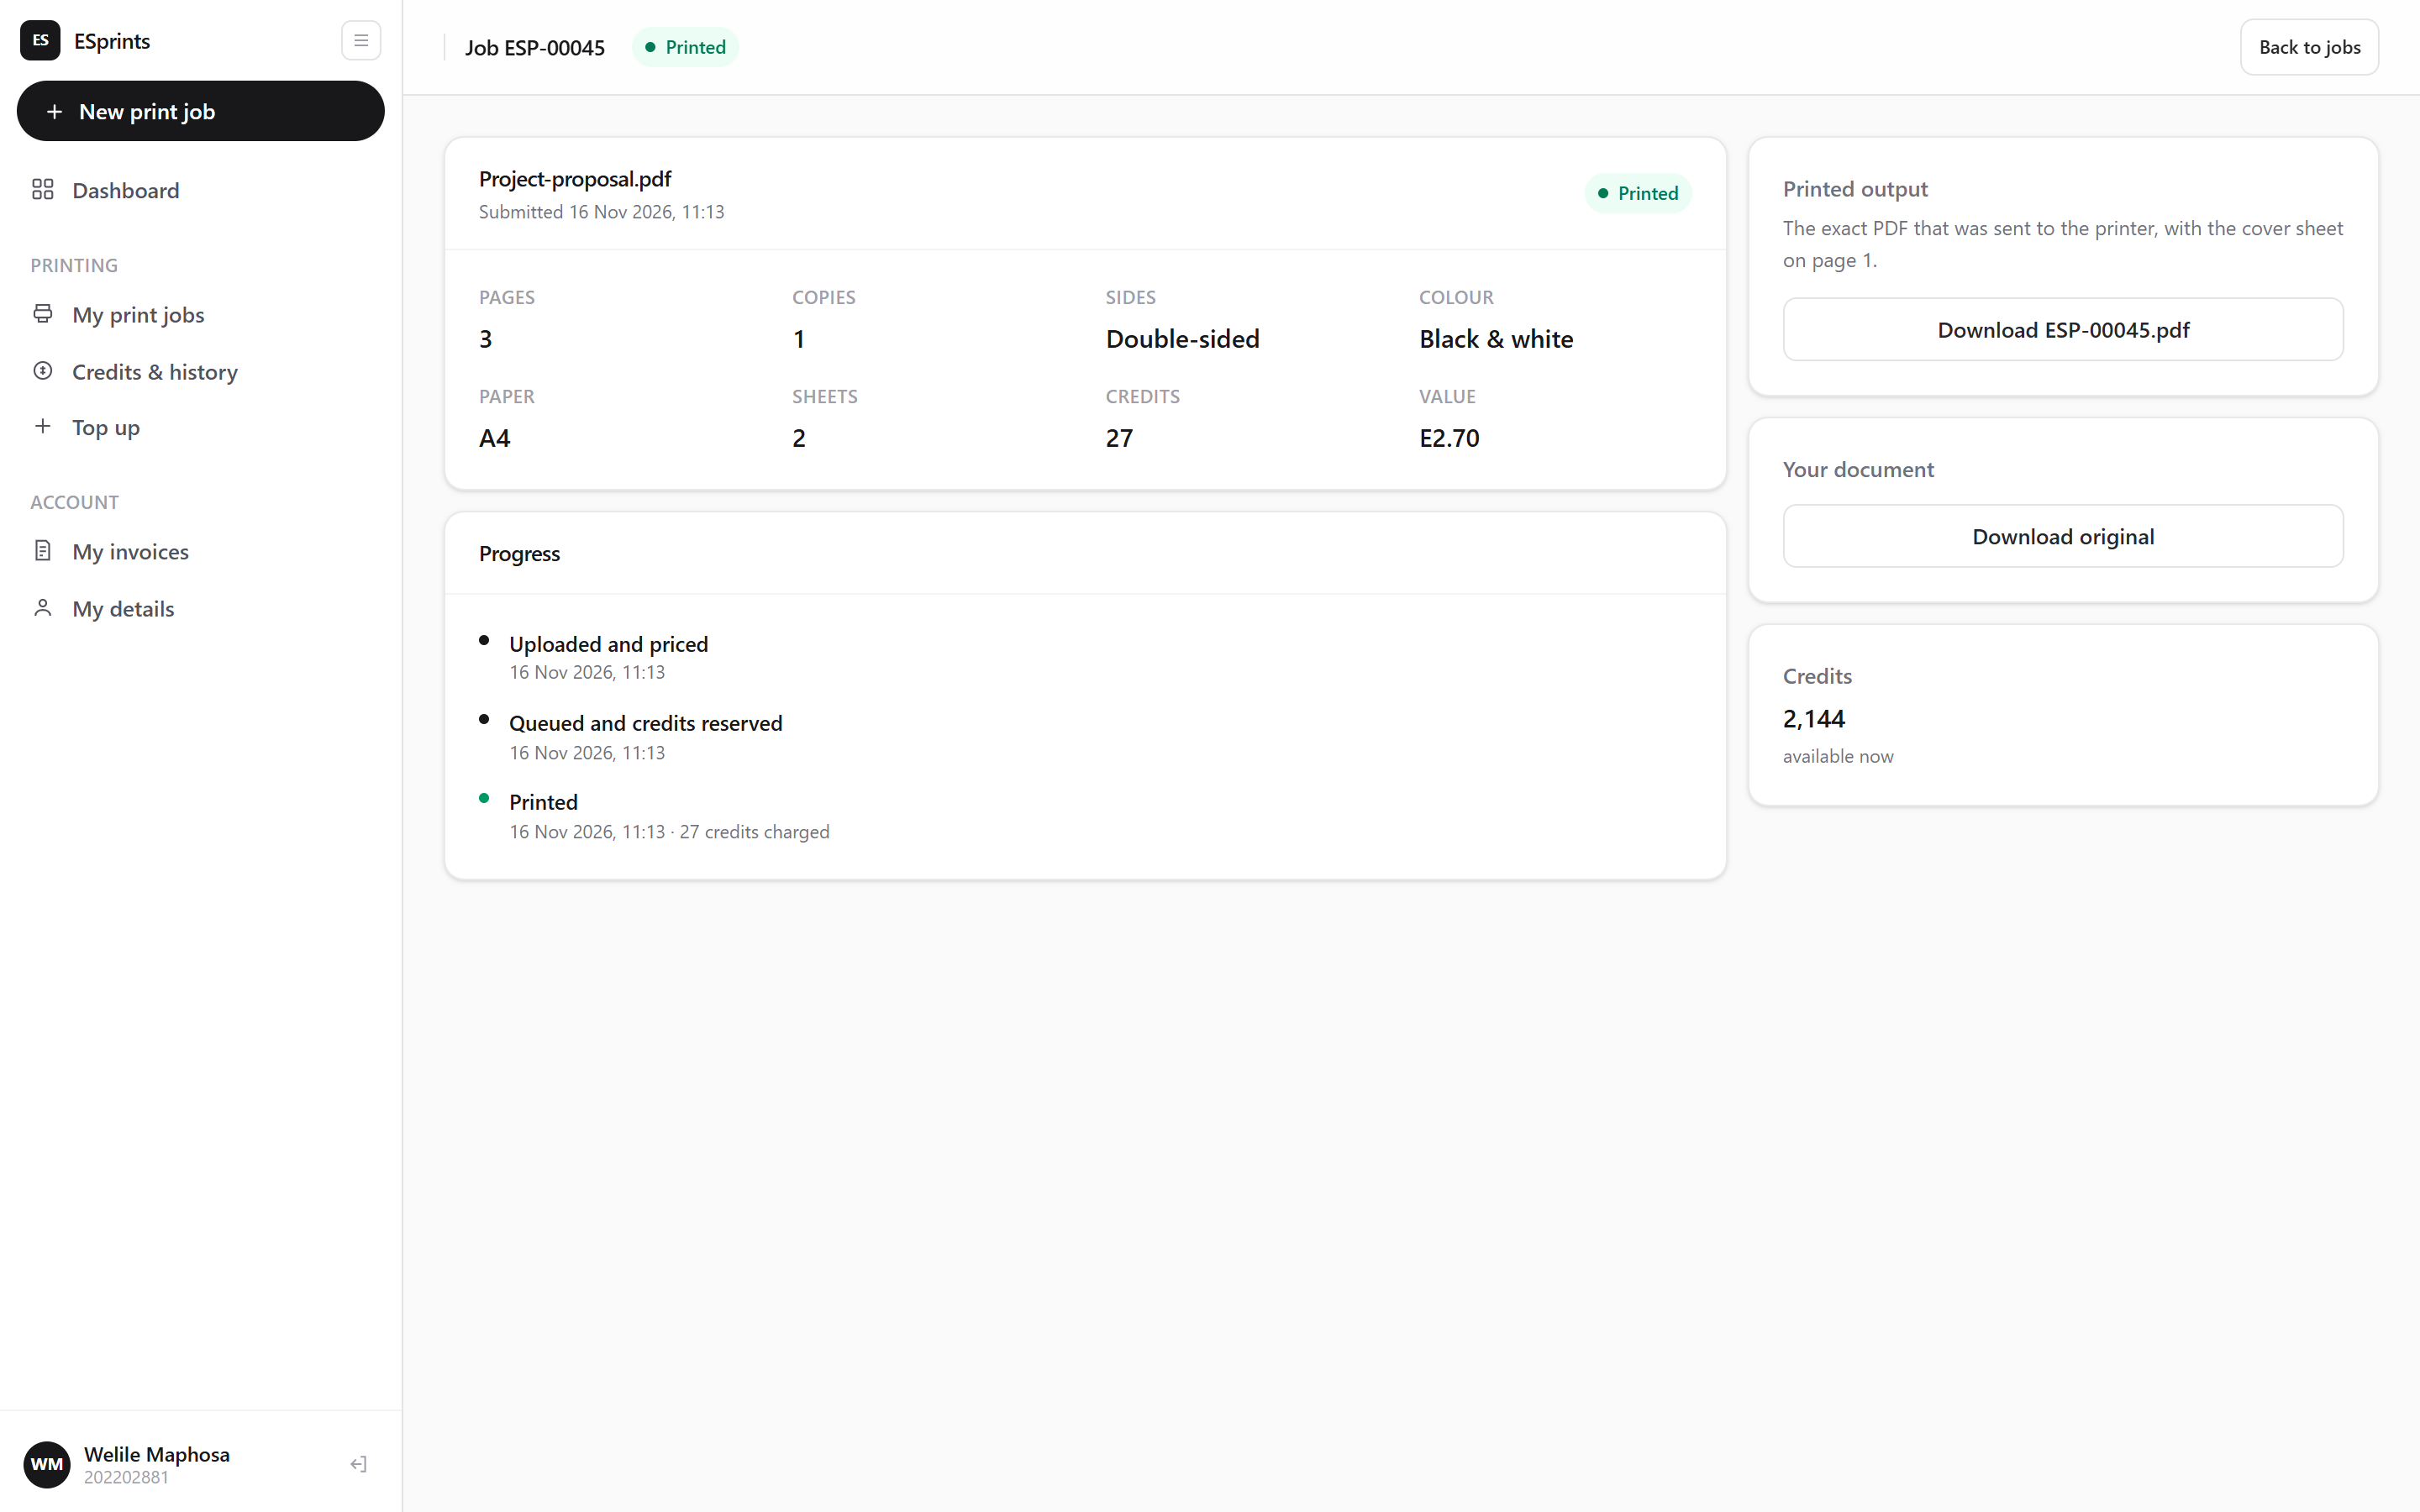 ES
ESprints
New print job
Dashboard
PRINTING
My print jobs
Credits & history
Top up
ACCOUNT
My invoices
My details
WM
Welile Maphosa
202202881
Job ESP-00045
Printed
Back to jobs
Project-proposal.pdf
Submitted 16 Nov 2026, 11:13
Printed
PAGES
3
COPIES
1
SIDES
Double-sided
COLOUR
Black & white
PAPER
A4
SHEETS
2
CREDITS
27
VALUE
E2.70
Progress
Uploaded and priced
16 Nov 2026, 11:13
Queued and credits reserved
16 Nov 2026, 11:13
Printed
16 Nov 2026, 11:13 · 27 credits charged
Printed output
The exact PDF that was sent to the printer, with the cover sheet
on page 1.
Download ESP-00045.pdf
Your document
Download original
Credits
2,144
available now